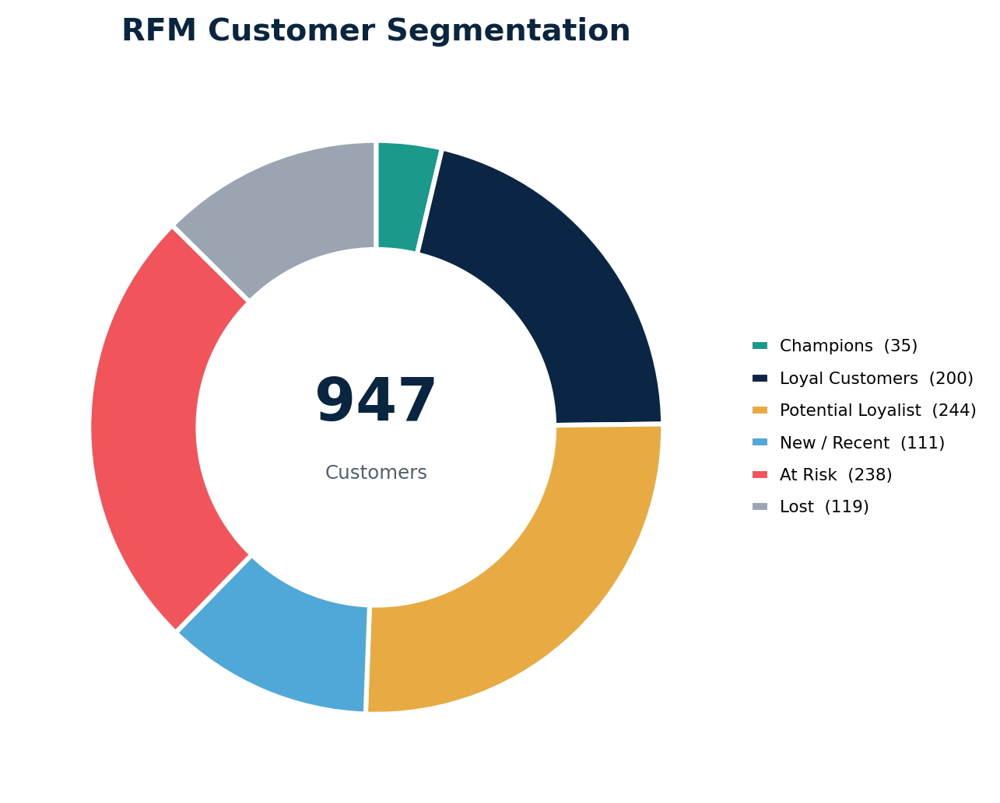 RFM Customer Segmentation
947
Customers
Champions (35)
Loyal Customers (200)
Potential Loyalist (244)
New / Recent (111)
At Risk (238)
Lost (119)